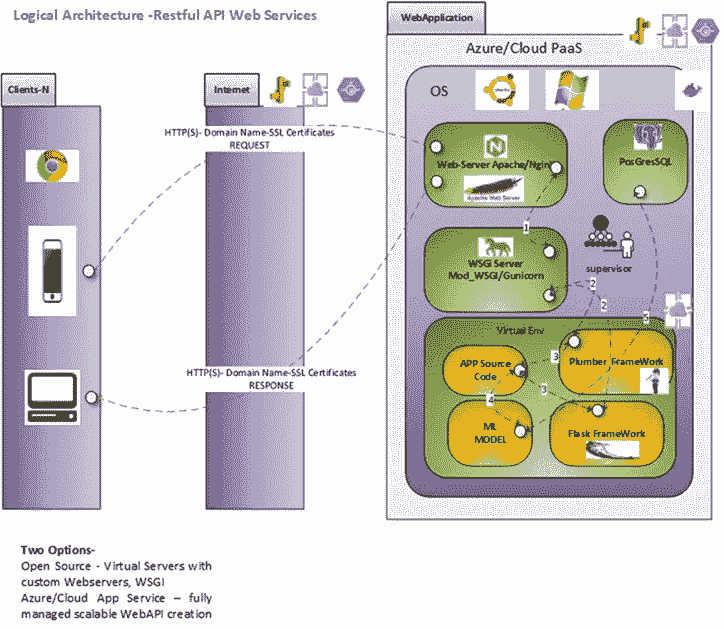 Logical Architecture -Restful API Web Services
WebApplication
Azure/Cloud PaaS
Clients-N
Internet
OS
HTTP(S)- Domain Name-SSL Certificates
REQUEST
Web-Server Apache/Ngin
Apache Web Server
PosGresSQL
1
WSGI Server
Mod_WSGI/Gunicorn
supervisor
2
2
5
Virtual Env
HTTP(S)- Domain Name-SSL Certificates
RESPONSE
APP Source
Code
3
Plumber FrameWork
3
4
ML
MODEL
Flask FrameWork
Two Options-
Open Source - Virtual Servers with
custom Webservers, WSGI
Azure/Cloud App Service – fully
managed scalable WebAPI creation